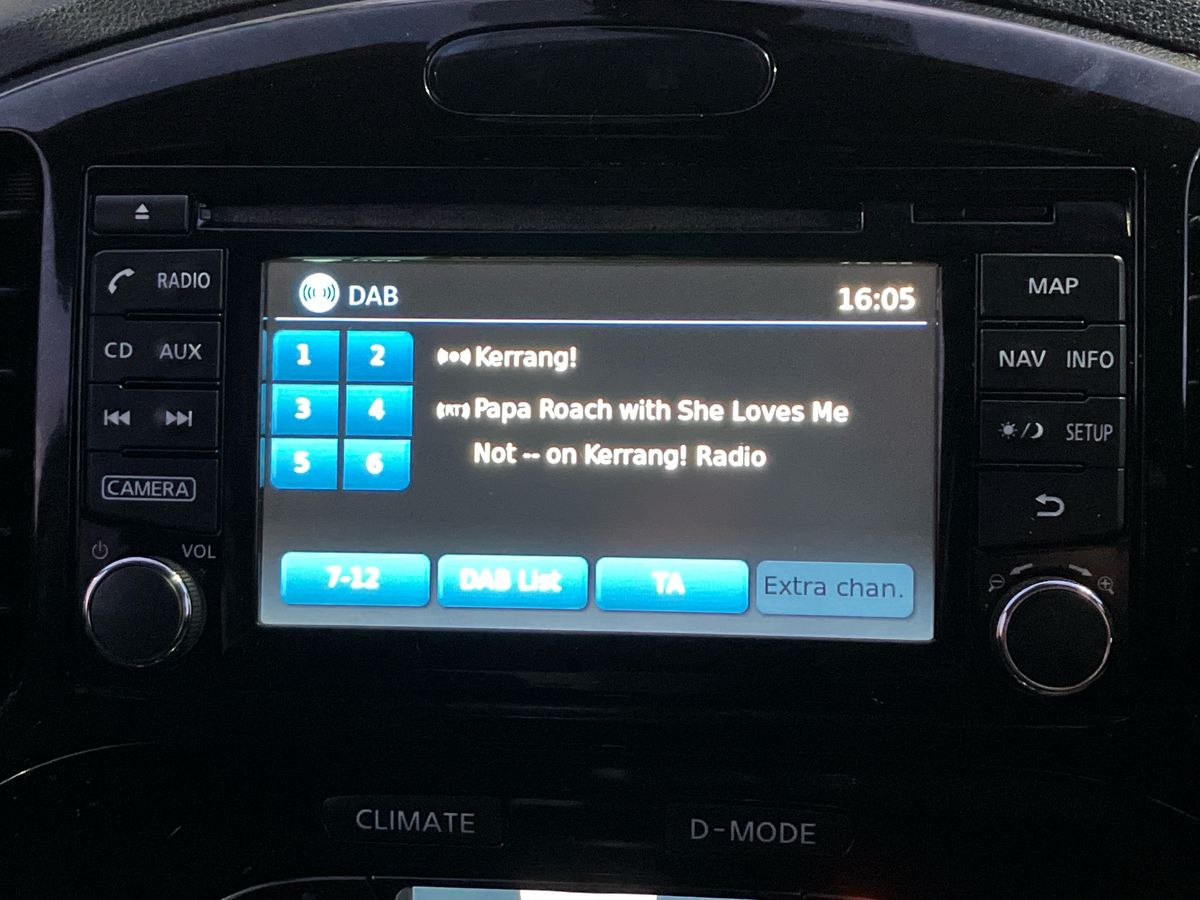 RADIO
CD AUX
CAMERA
VOL
DAB 16:05
1 2
3 4
5 6
Kerrang!
(RT) Papa Roach with She Loves Me
Not -- on Kerrang! Radio
7-12 DAB List TA Extra chan.
MAP
NAV INFO
SETUP
CLIMATE D-MODE